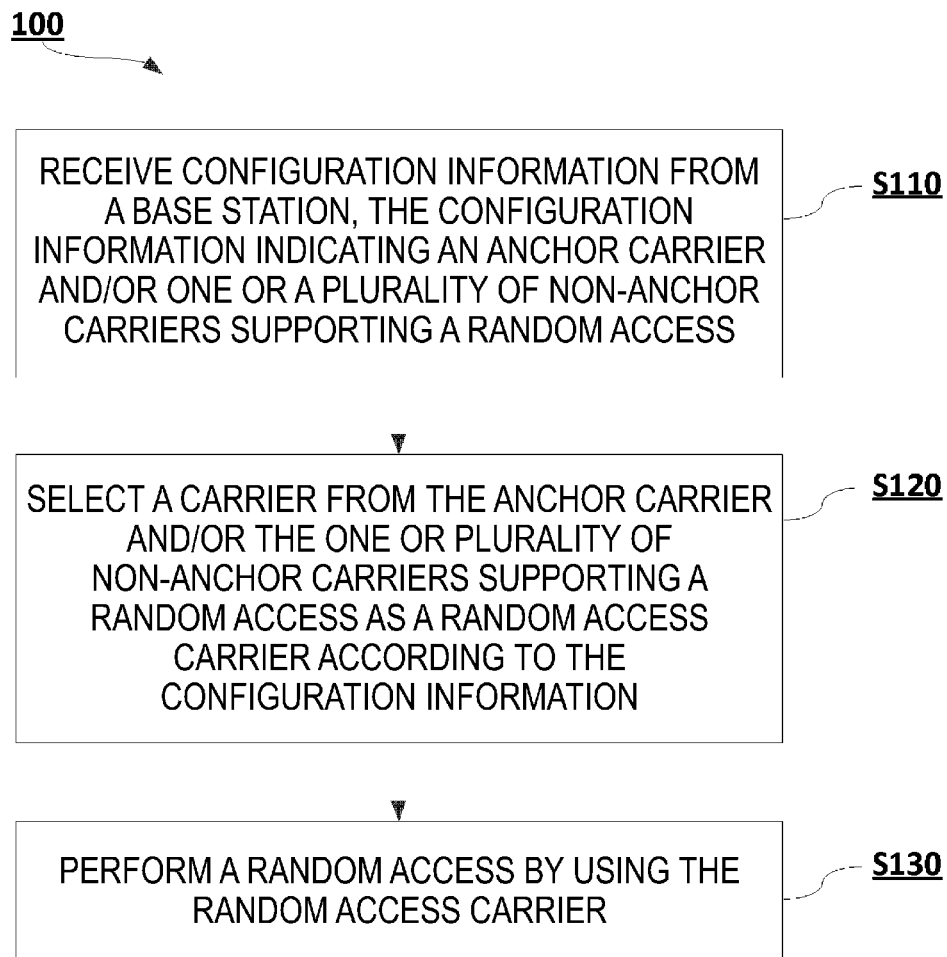 100
RECEIVE CONFIGURATION INFORMATION FROM
A BASE STATION, THE CONFIGURATION
INFORMATION INDICATING AN ANCHOR CARRIER
AND/OR ONE OR A PLURALITY OF NON-ANCHOR
CARRIERS SUPPORTING A RANDOM ACCESS
S110
SELECT A CARRIER FROM THE ANCHOR CARRIER
AND/OR THE ONE OR PLURALITY OF
NON-ANCHOR CARRIERS SUPPORTING A
RANDOM ACCESS AS A RANDOM ACCESS
CARRIER ACCORDING TO THE
CONFIGURATION INFORMATION
S120
PERFORM A RANDOM ACCESS BY USING THE
RANDOM ACCESS CARRIER
S130